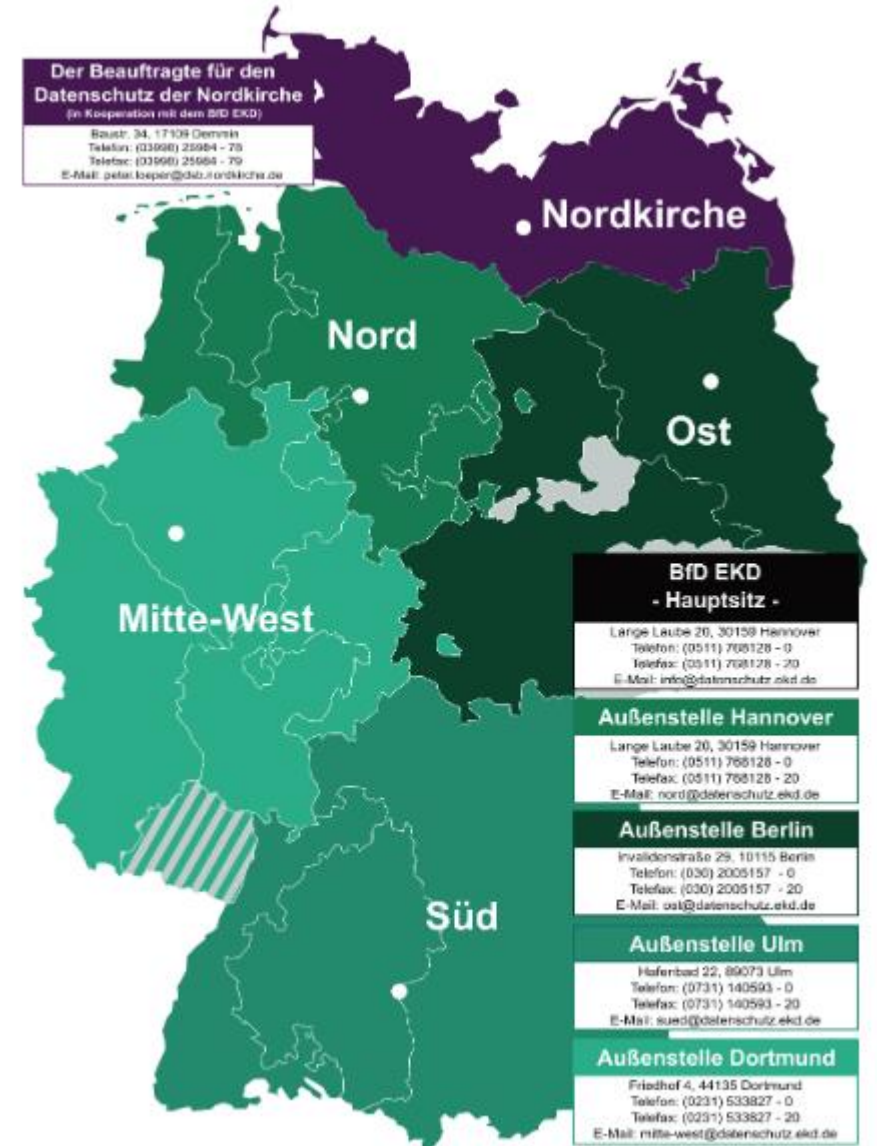 Der Beauftragte für den
Datenschutz der Nordkirche
(in Kooperation mit dem BfD EKD)
Baustr. 34, 17109 Demmin
Telefon: (03998) 25984 - 78
Telefax: (03998) 25984 - 79
E-Mail: peter.loeper@dsb.nordkirche.de
Nordkirche
Nord
Ost
Mitte-West
Süd
BfD EKD
- Hauptsitz -
Lange Laube 20, 30159 Hannover
Telefon: (0511) 768128 - 0
Telefax: (0511) 768128 - 20
E-Mail: info@datenschutz.ekd.de
Außenstelle Hannover
Lange Laube 20, 30159 Hannover
Telefon: (0511) 768128 - 0
Telefax: (0511) 768128 - 20
E-Mail: nord@datenschutz.ekd.de
Außenstelle Berlin
Invalidenstraße 29, 10115 Berlin
Telefon: (030) 2005157 - 0
Telefax: (030) 2005157 - 20
E-Mail: ost@datenschutz.ekd.de
Außenstelle Ulm
Hafenbad 22, 89073 Ulm
Telefon: (0731) 140593 - 0
Telefax: (0731) 140593 - 20
E-Mail: sued@datenschutz.ekd.de
Außenstelle Dortmund
Friedhof 4, 44135 Dortmund
Telefon: (0231) 533827 - 0
Telefax: (0231) 533827 - 20
E-Mail: mitte-west@datenschutz.ekd.de